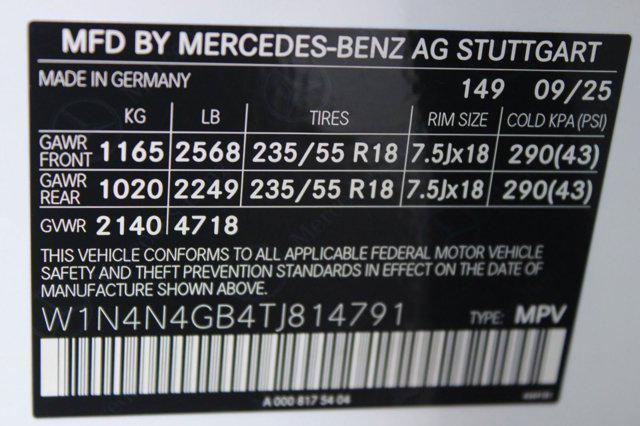 MFD BY MERCEDES-BENZ AG STUTTGART
MADE IN GERMANY 149 09/25
KG LB TIRES RIM SIZE COLD KPA (PSI)
GAWR FRONT 1165 2568 235/55 R18 7.5Jx18 290(43)
GAWR REAR 1020 2249 235/55 R18 7.5Jx18 290(43)
GVWR 2140 4718
THIS VEHICLE CONFORMS TO ALL APPLICABLE FEDERAL MOTOR VEHICLE
SAFETY AND THEFT PREVENTION STANDARDS IN EFFECT ON THE DATE OF
MANUFACTURE SHOWN ABOVE.
W1N4N4GB4TJ814791 TYPE: MPV
A 000 817 54 04